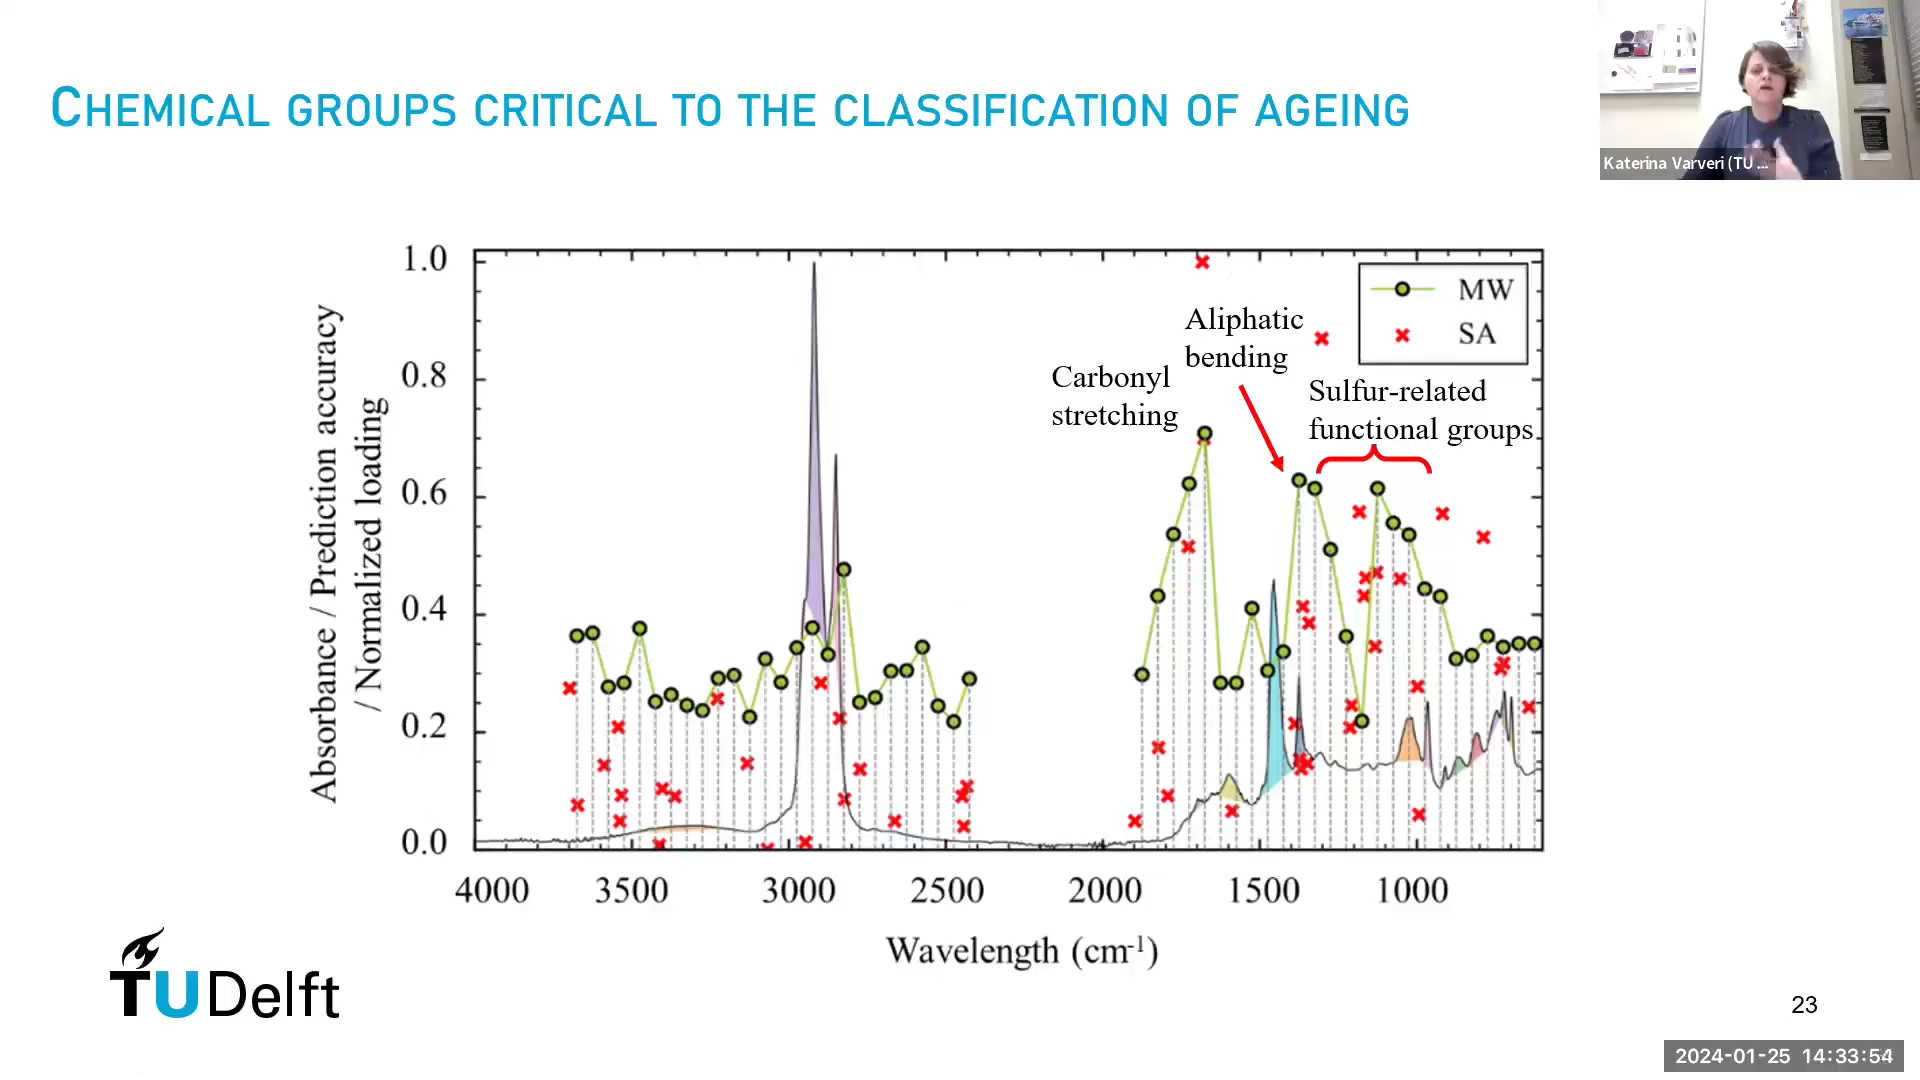 CHEMICAL GROUPS CRITICAL TO THE CLASSIFICATION OF AGEING
Katerina Varveri (TU ...
Absorbance / Prediction accuracy
/ Normalized loading
1.0
0.8
0.6
0.4
0.2
0.0
Carbonyl
stretching
Aliphatic
bending
MW
SA
Sulfur-related
functional groups
4000 3500 3000 2500 2000 1500 1000
Wavelength (cm⁻¹)
TUDelft
23
2024-01-25 14:33:54